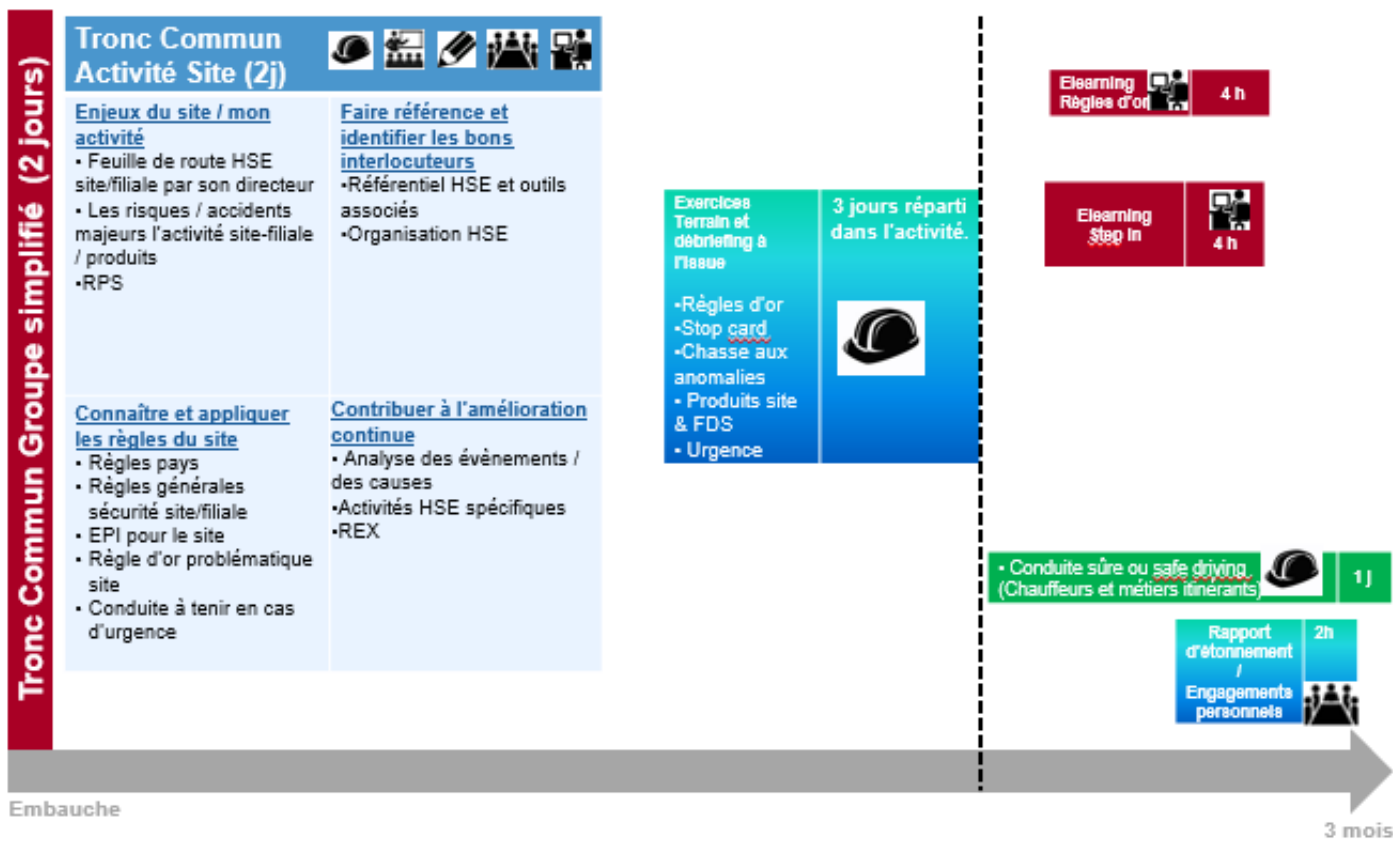 Tronc Commun Groupe simplifié (2 jours)
Tronc Commun
Activité Site (2j)
Enjeux du site / mon
activité
• Feuille de route HSE
site/filiale par son directeur
• Les risques / accidents
majeurs l'activité site-filiale
/ produits
•RPS
Faire référence et
identifier les bons
interlocuteurs
•Référentiel HSE et outils
associés
•Organisation HSE
Connaître et appliquer
les règles du site
• Règles pays
• Règles générales
sécurité site/filiale
• EPI pour le site
• Règle d'or problématique
site
• Conduite à tenir en cas
d'urgence
Contribuer à l'amélioration
continue
• Analyse des évènements /
des causes
•Activités HSE spécifiques
•REX
Exercices
Terrain et
débriefing à
l'issue
•Règles d'or
•Stop card
•Chasse aux
anomalies
• Produits site
& FDS
• Urgence
3 jours réparti
dans l'activité.
Elearning
Règles d'or
4 h
Elearning
Step In
4 h
• Conduite sûre ou safe driving
(Chauffeurs et métiers itinérants)
1 j
Rapport
d'étonnement
/
Engagements
personnels
2h
Embauche
3 mois